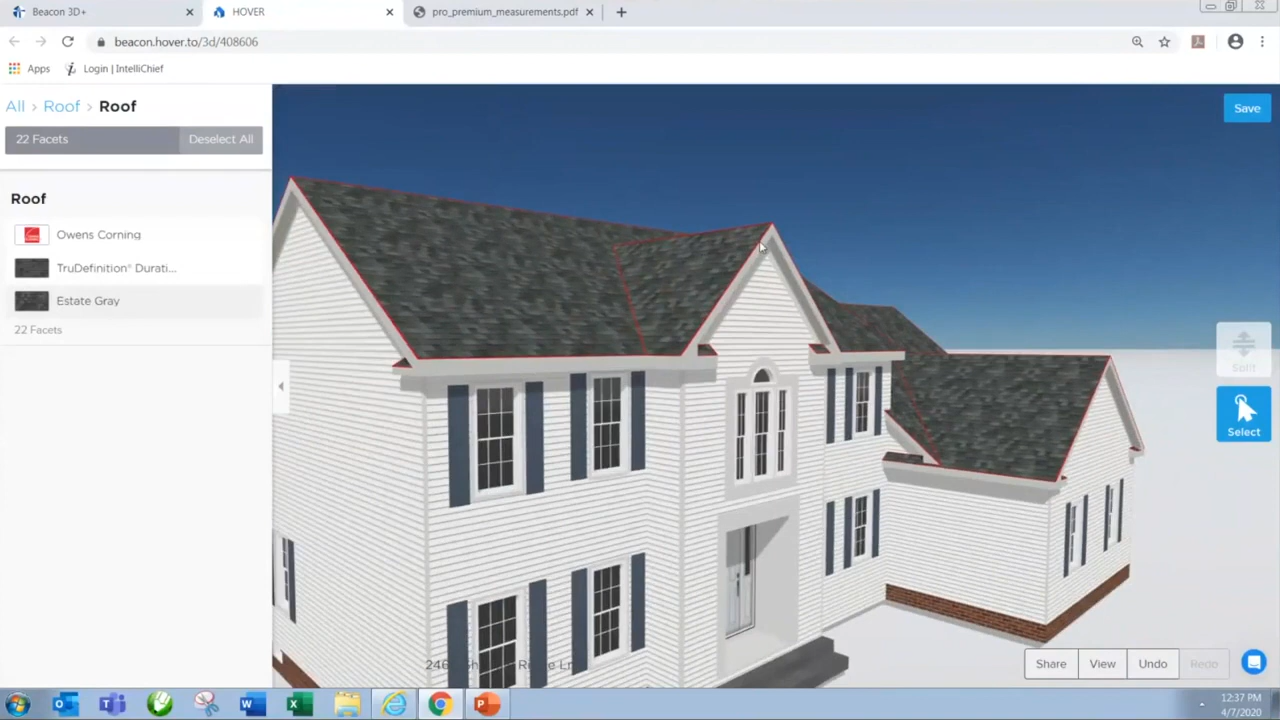 Beacon 3D+
HOVER
pro_premium_measurements.pdf
beacon.hover.to/3d/408606
Apps
Login | IntelliChief
All › Roof › Roof
22 Facets
Deselect All
Save
Roof
Owens Corning
TruDefinition® Durati...
Estate Gray
22 Facets
Split
Select
Share
View
Undo
Redo
12:37 PM
4/7/2020